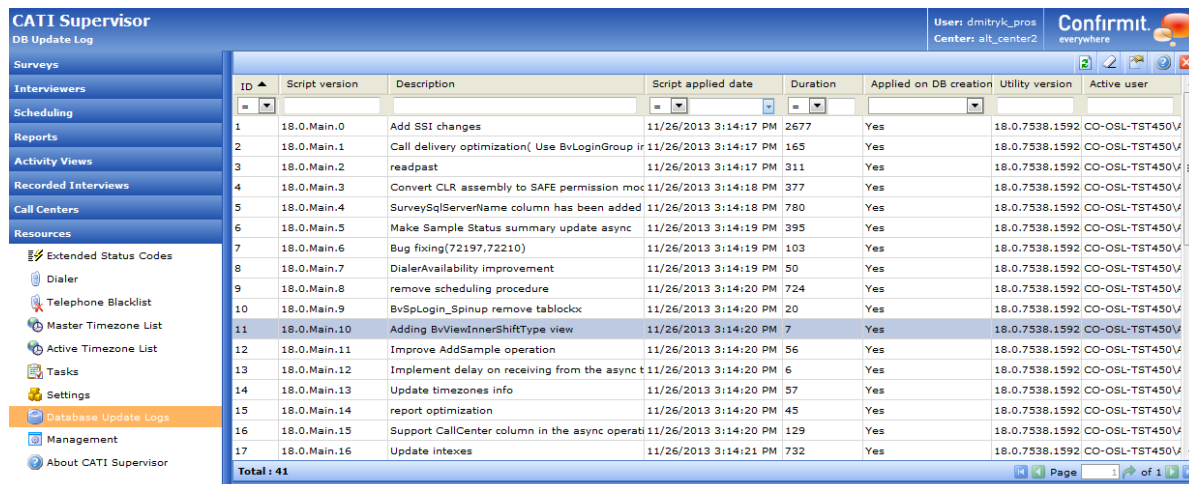 CATI Supervisor
DB Update Log
User: dmitryk_pros
Center: alt_center2
Confirmit.
everywhere
Surveys
Interviewers
Scheduling
Reports
Activity Views
Recorded Interviews
Call Centers
Resources
Extended Status Codes
Dialer
Telephone Blacklist
Master Timezone List
Active Timezone List
Tasks
Settings
Database Update Logs
Management
About CATI Supervisor
ID Script version Description Script applied date Duration Applied on DB creation Utility version Active user
= = =
1 18.0.Main.0 Add SSI changes 11/26/2013 3:14:17 PM 2677 Yes 18.0.7538.1592 CO-OSL-TST450\A
2 18.0.Main.1 Call delivery optimization( Use BvLoginGroup in 11/26/2013 3:14:17 PM 165 Yes 18.0.7538.1592 CO-OSL-TST450\A
3 18.0.Main.2 readpast 11/26/2013 3:14:17 PM 311 Yes 18.0.7538.1592 CO-OSL-TST450\A
4 18.0.Main.3 Convert CLR assembly to SAFE permission mod 11/26/2013 3:14:18 PM 377 Yes 18.0.7538.1592 CO-OSL-TST450\A
5 18.0.Main.4 SurveySqlServerName column has been added 11/26/2013 3:14:18 PM 780 Yes 18.0.7538.1592 CO-OSL-TST450\A
6 18.0.Main.5 Make Sample Status summary update async 11/26/2013 3:14:19 PM 395 Yes 18.0.7538.1592 CO-OSL-TST450\A
7 18.0.Main.6 Bug fixing(72197,72210) 11/26/2013 3:14:19 PM 103 Yes 18.0.7538.1592 CO-OSL-TST450\A
8 18.0.Main.7 DialerAvailability improvement 11/26/2013 3:14:19 PM 50 Yes 18.0.7538.1592 CO-OSL-TST450\A
9 18.0.Main.8 remove scheduling procedure 11/26/2013 3:14:20 PM 724 Yes 18.0.7538.1592 CO-OSL-TST450\A
10 18.0.Main.9 BvSpLogin_Spinup remove tablockx 11/26/2013 3:14:20 PM 20 Yes 18.0.7538.1592 CO-OSL-TST450\A
11 18.0.Main.10 Adding BvViewInnerShiftType view 11/26/2013 3:14:20 PM 7 Yes 18.0.7538.1592 CO-OSL-TST450\A
12 18.0.Main.11 Improve AddSample operation 11/26/2013 3:14:20 PM 56 Yes 18.0.7538.1592 CO-OSL-TST450\A
13 18.0.Main.12 Implement delay on receiving from the async t 11/26/2013 3:14:20 PM 6 Yes 18.0.7538.1592 CO-OSL-TST450\A
14 18.0.Main.13 Update timezones info 11/26/2013 3:14:20 PM 57 Yes 18.0.7538.1592 CO-OSL-TST450\A
15 18.0.Main.14 report optimization 11/26/2013 3:14:20 PM 45 Yes 18.0.7538.1592 CO-OSL-TST450\A
16 18.0.Main.15 Support CallCenter column in the async operati 11/26/2013 3:14:20 PM 129 Yes 18.0.7538.1592 CO-OSL-TST450\A
17 18.0.Main.16 Update intexes 11/26/2013 3:14:21 PM 732 Yes 18.0.7538.1592 CO-OSL-TST450\A
Total : 41
Page 1 of 1